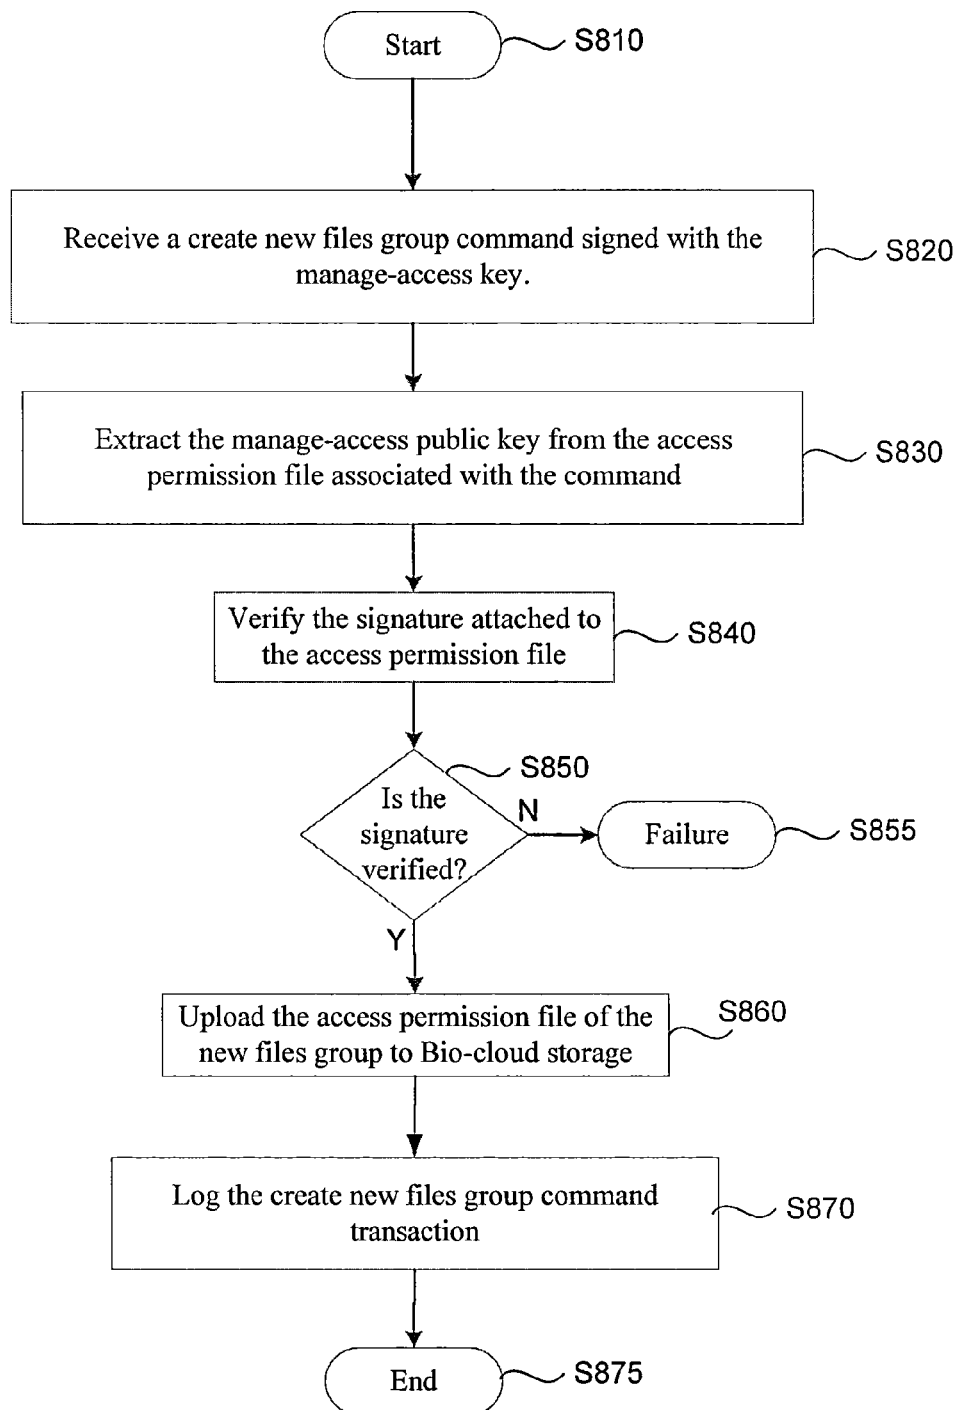 Start
S810
Receive a create new files group command signed with the
manage-access key.
S820
Extract the manage-access public key from the access
permission file associated with the command
S830
Verify the signature attached to
the access permission file
S840
S850
Is the
signature
verified?
N
Failure
S855
Y
Upload the access permission file of the
new files group to Bio-cloud storage
S860
Log the create new files group command
transaction
S870
End
S875